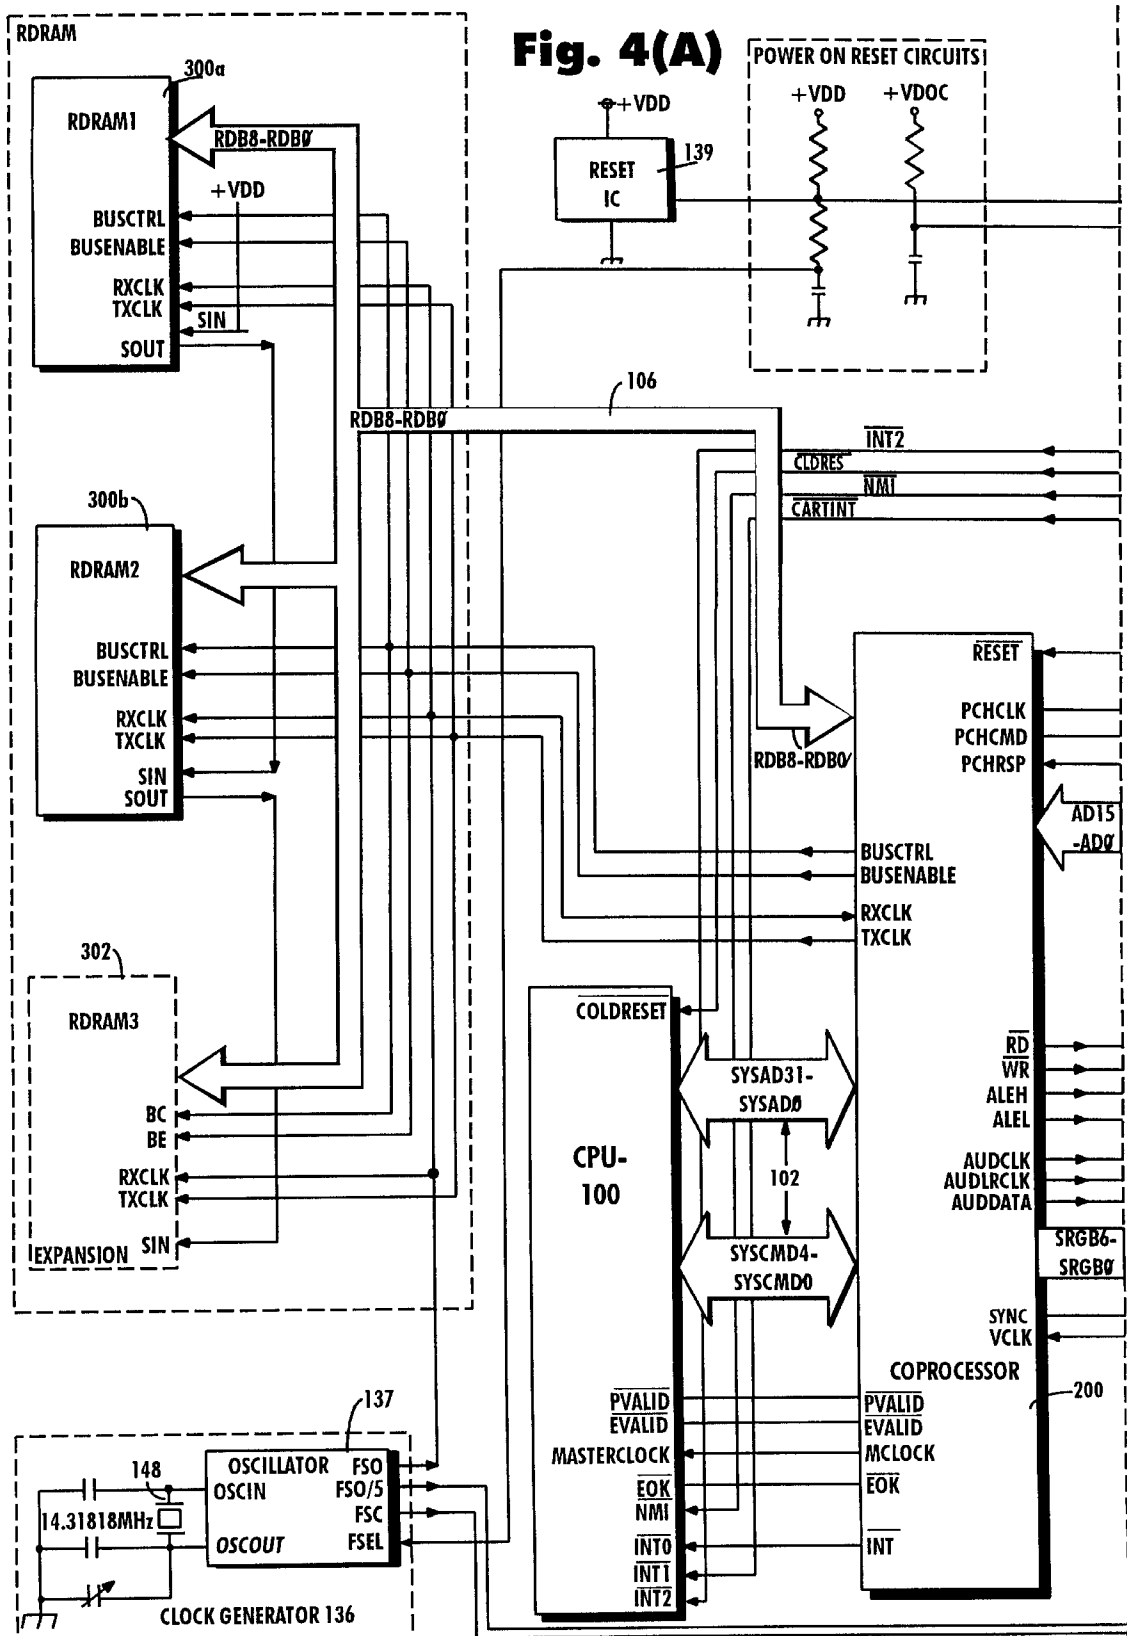 RDRAM
Fig. 4(A)
POWER ON RESET CIRCUITS
300a
RDRAM1
RDB8-RDB0
+VDD
BUSCTRL
BUSENABLE
RXCLK
TXCLK
SIN
SOUT
+VDD
RESET
IC
139
+VDD
+VDOC
106
RDB8-RDB0
INT2
CLDRES
NMI
CARTINT
300b
RDRAM2
BUSCTRL
BUSENABLE
RXCLK
TXCLK
SIN
SOUT
RESET
PCHCLK
PCHCMD
PCHRSP
RDB8-RDB0
AD15
-AD0
BUSCTRL
BUSENABLE
RXCLK
TXCLK
302
RDRAM3
BC
BE
RXCLK
TXCLK
SIN
EXPANSION
COLDRESET
SYSAD31-
SYSAD0
CPU-
100
102
SYSCMD4-
SYSCMD0
RD
WR
ALEH
ALEL
AUDCLK
AUDLRCLK
AUDDATA
SRGB6-
SRGB0
SYNC
VCLK
COPROCESSOR
200
PVALID
EVALID
MASTERCLOCK
EOK
NMI
INT0
INT1
INT2
PVALID
EVALID
MCLOCK
EOK
INT
137
148
OSCILLATOR
OSCIN
OSCOUT
FSO
FSO/5
FSC
FSEL
14.31818MHz
CLOCK GENERATOR 136